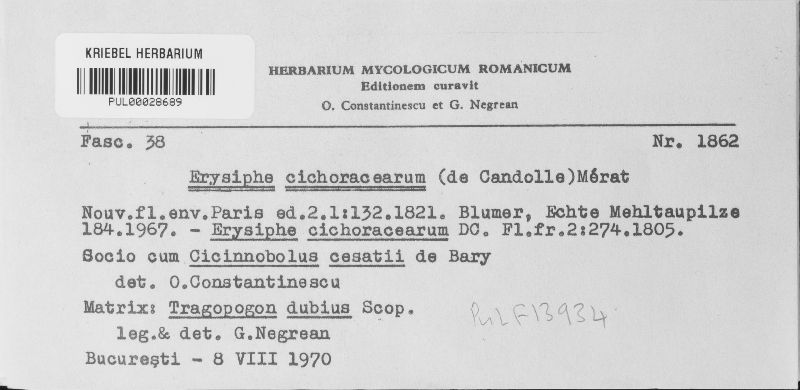 KRIEBEL HERBARIUM
PUL00028689
HERBARIUM MYCOLOGICUM ROMANICUM
Editionem curavit
O. Constantinescu et G. Negrean
Fasc. 38 Nr. 1862
Erysiphe cichoracearum (de Candolle)Mérat
Nouv.fl.env.Paris ed.2.1:132.1821. Blumer, Echte Mehltaupilze
184.1967. - Erysiphe cichoracearum DC. Fl.fr.2:274.1805.
Socio cum Cicinnobolus cesatii de Bary
det. O.Constantinescu
Matrix: Tragopogon dubius Scop.
leg.& det. G.Negrean
PULF13934
Bucureşti - 8 VIII 1970